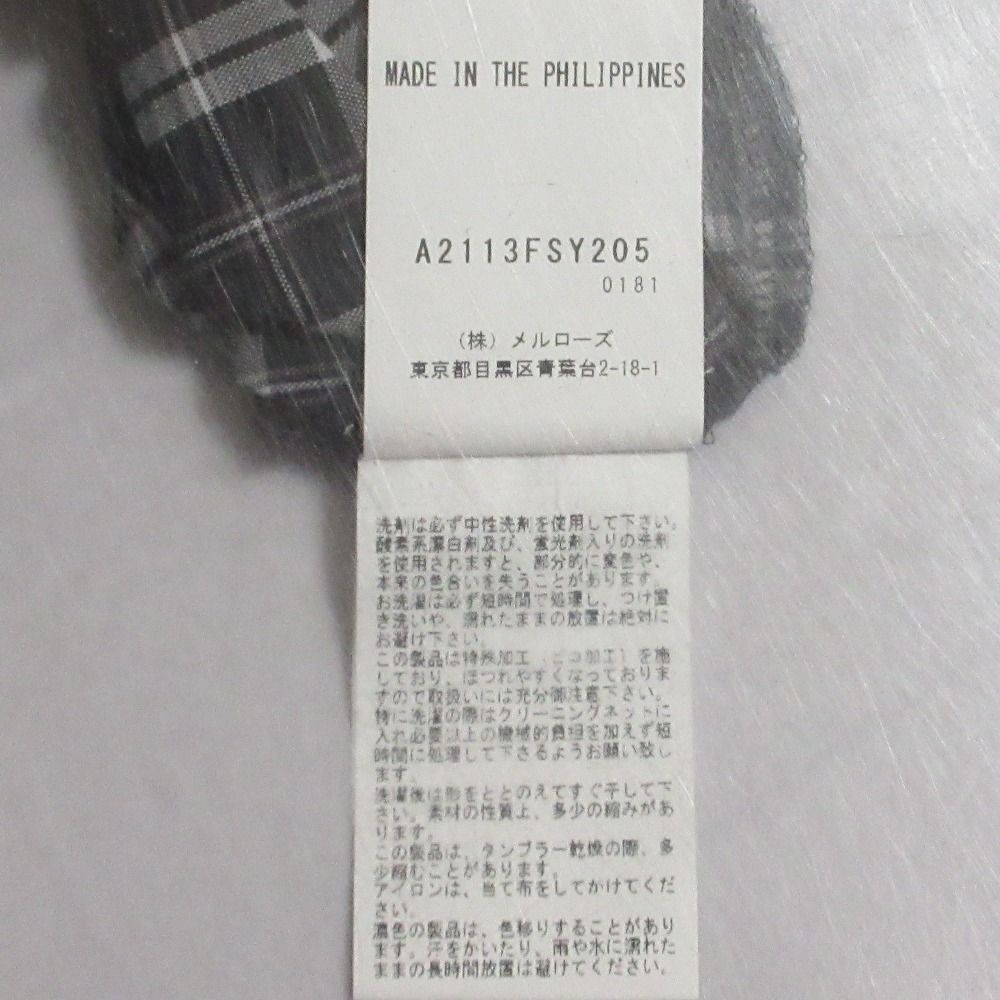 MADE IN THE PHILIPPINES
A2113FSY205
0181
（株）メルローズ
東京都目黒区青葉台2-18-1
洗剤は必ず中性洗剤を使用して下さい。
酸素系漂白剤及び、蛍光剤入りの洗剤
を使用されますと、部分的に変色や、
本来の色合いを失うことがあります。
お洗濯は必ず短時間で処理し、つけ置
き洗いや、濡れたままの放置は絶対に
お避け下さい。
この製品は特殊加工（ピコ加工）を施
しており、ほつれやすくなっておりま
すので取扱いには充分御注意下さい。
特に洗濯の際はクリーニングネットに
入れ必要以上の機械的負担を加えず短
時間に処理して下さるようお願い致し
ます。
洗濯後は形をととのえてすぐ干して下
さい。素材の性質上、多少の縮みがあ
ります。
この製品は、タンブラー乾燥の際、多
少縮むことがあります。
アイロンは、当て布をしてかけてくだ
さい。
濃色の製品は、色移りすることがあり
ます。汗をかいたり、雨や水に濡れた
ままの長時間放置は避けてください。